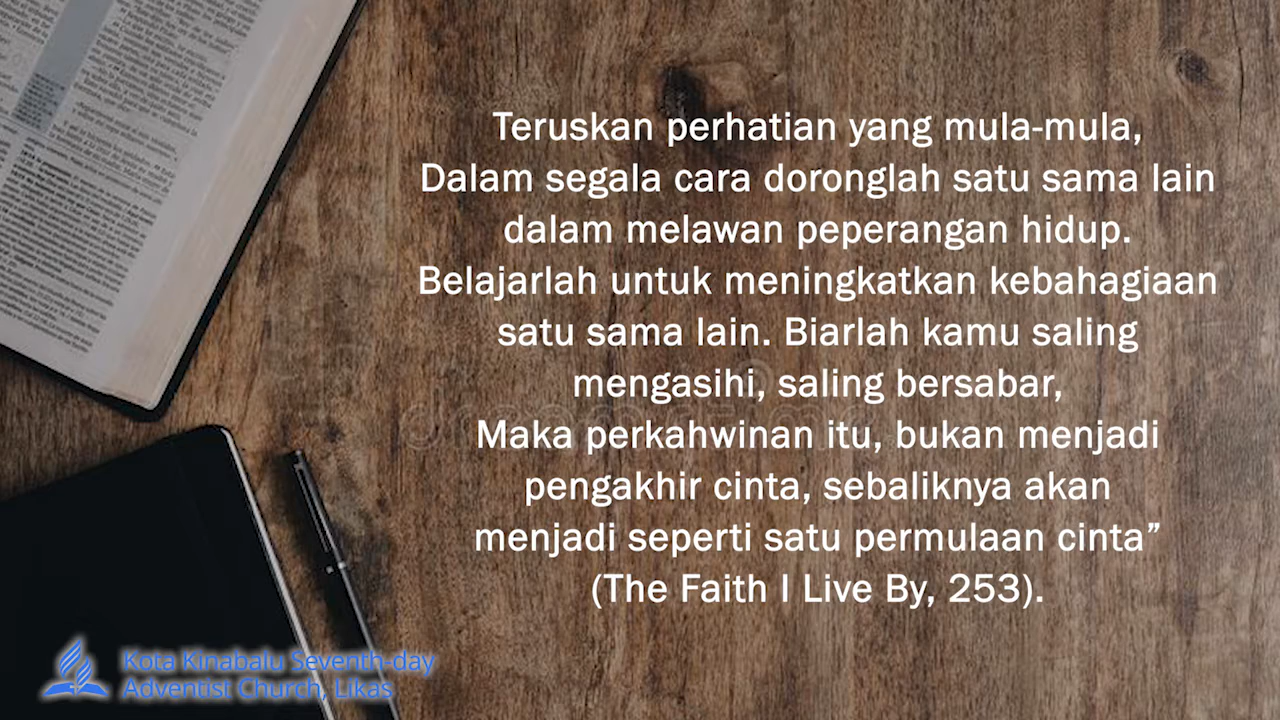 Teruskan perhatian yang mula-mula,
Dalam segala cara doronglah satu sama lain
dalam melawan peperangan hidup.
Belajarlah untuk meningkatkan kebahagiaan
satu sama lain. Biarlah kamu saling
mengasihi, saling bersabar,
Maka perkahwinan itu, bukan menjadi
pengakhir cinta, sebaliknya akan
menjadi seperti satu permulaan cinta”
(The Faith I Live By, 253).
Kota Kinabalu Seventh-day
Adventist Church, Likas